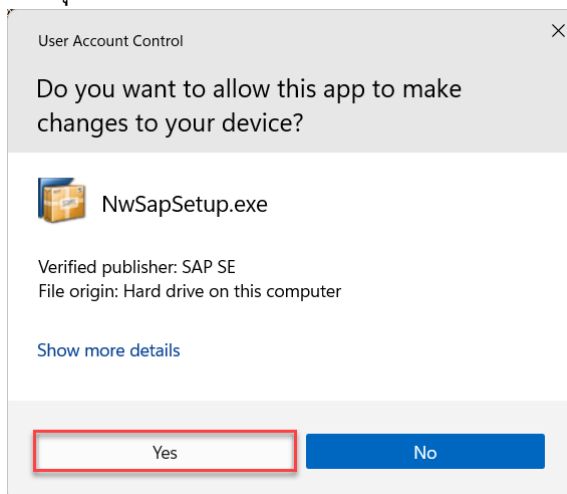 User Account Control
Do you want to allow this app to make
changes to your device?
NwSapSetup.exe
Verified publisher: SAP SE
File origin: Hard drive on this computer
Show more details
Yes
No